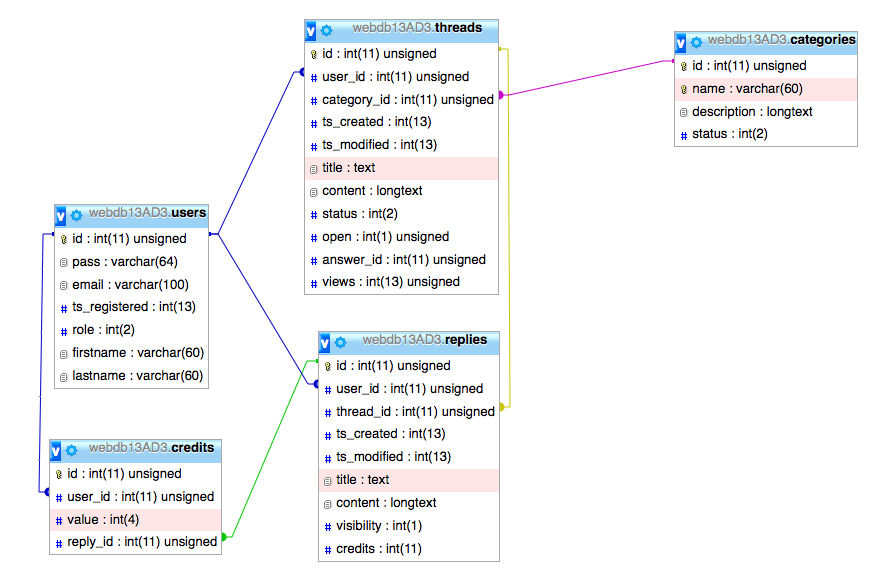 webdb13AD3.threads
id : int(11) unsigned
user_id : int(11) unsigned
category_id : int(11) unsigned
ts_created : int(13)
ts_modified : int(13)
title : text
content : longtext
status : int(2)
open : int(1) unsigned
answer_id : int(11) unsigned
views : int(13) unsigned
webdb13AD3.categories
id : int(11) unsigned
name : varchar(60)
description : longtext
status : int(2)
webdb13AD3.users
id : int(11) unsigned
pass : varchar(64)
email : varchar(100)
ts_registered : int(13)
role : int(2)
firstname : varchar(60)
lastname : varchar(60)
webdb13AD3.replies
id : int(11) unsigned
user_id : int(11) unsigned
thread_id : int(11) unsigned
ts_created : int(13)
ts_modified : int(13)
title : text
content : longtext
visibility : int(1)
credits : int(11)
webdb13AD3.credits
id : int(11) unsigned
user_id : int(11) unsigned
value : int(4)
reply_id : int(11) unsigned